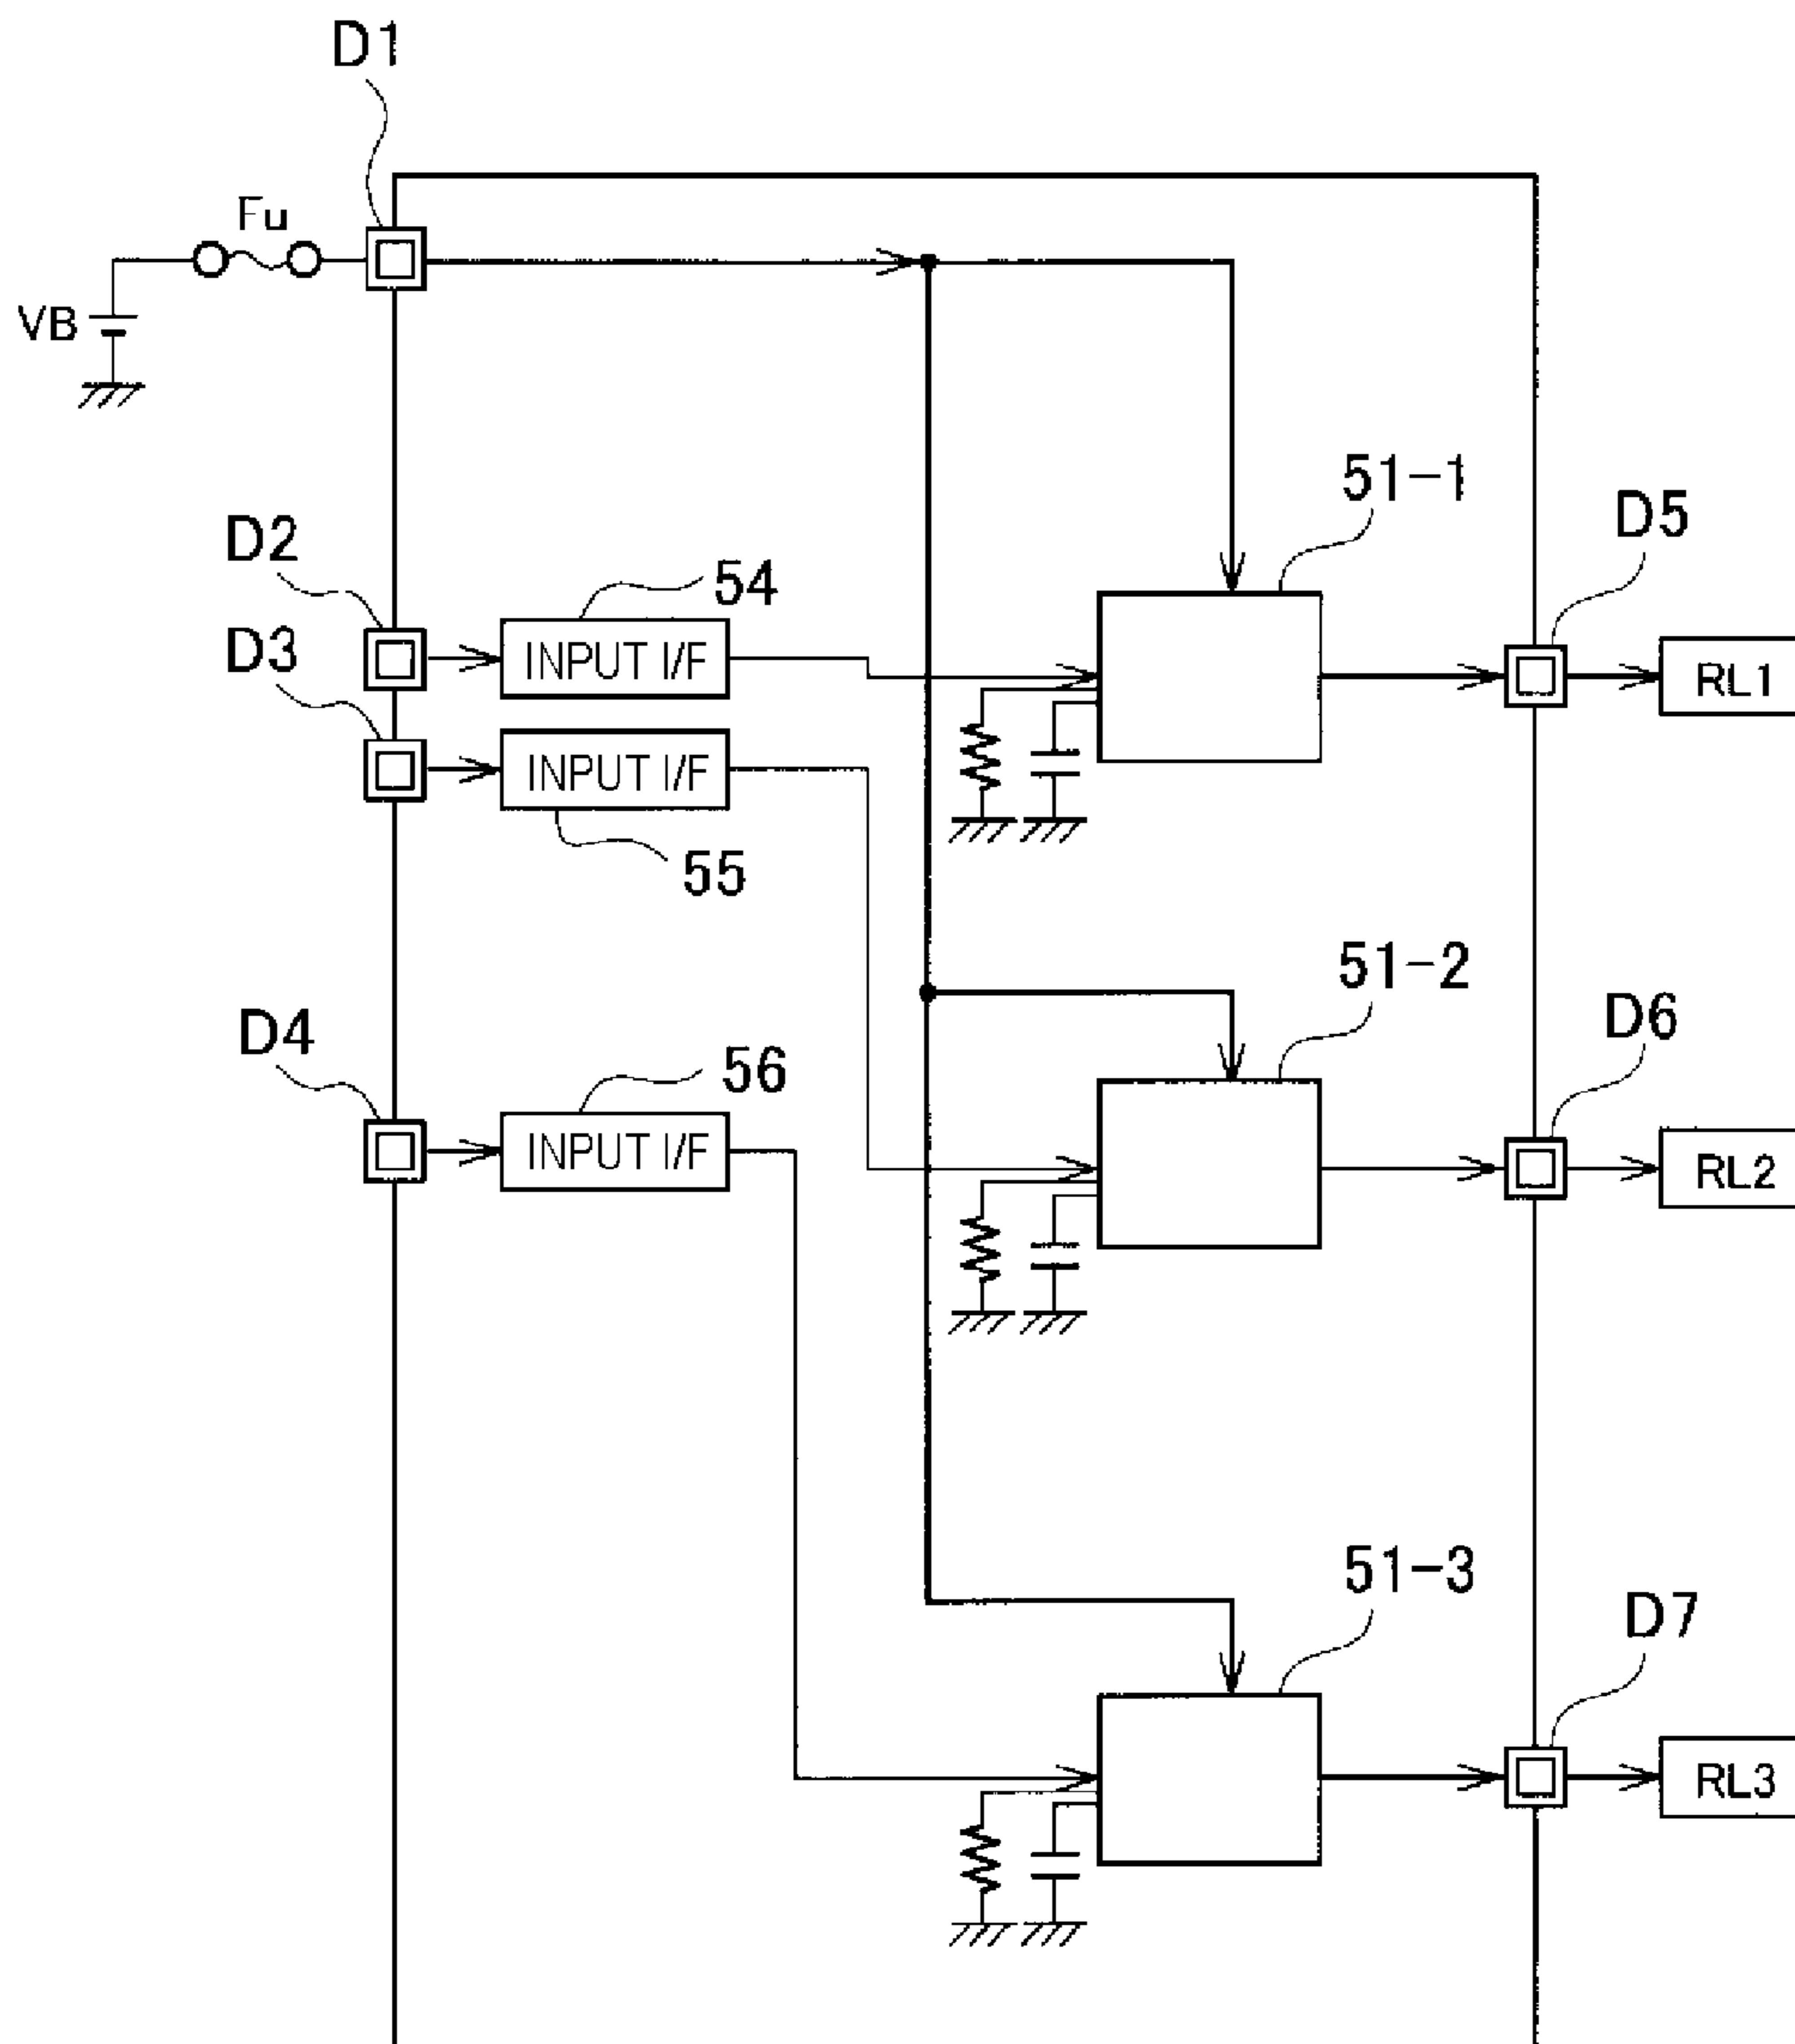 D1
Fu
VB
51-1
D5
D2
54
INPUT I/F
RL1
D3
INPUT I/F
55
51-2
D6
D4
56
INPUT I/F
RL2
51-3
D7
RL3